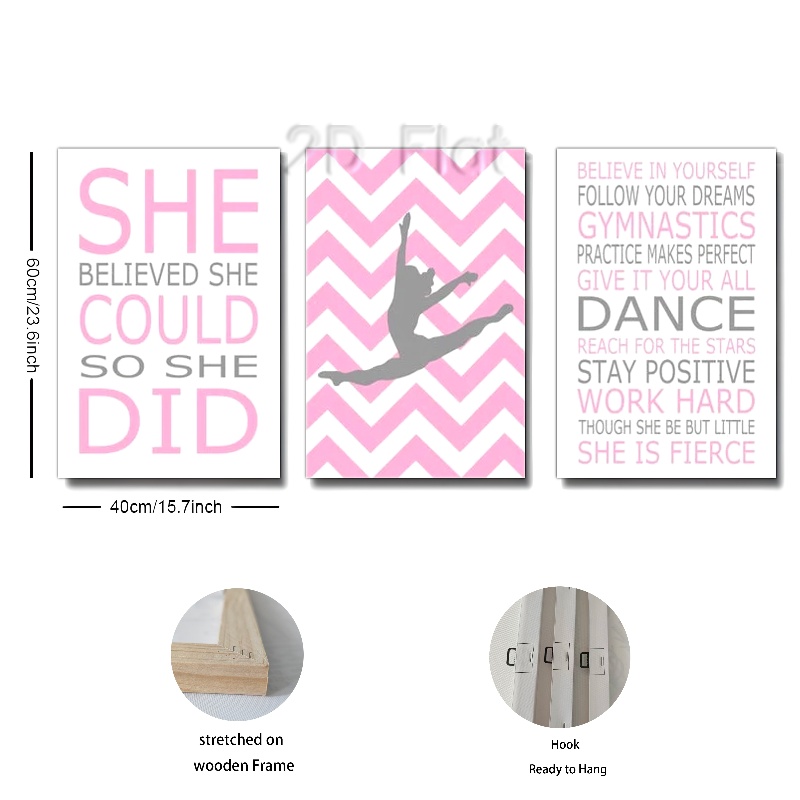 2D Flat
SHE
BELIEVED SHE
COULD
SO SHE
DID
BELIEVE IN YOURSELF
FOLLOW YOUR DREAMS
GYMNASTICS
PRACTICE MAKES PERFECT
GIVE IT YOUR ALL
DANCE
REACH FOR THE STARS
STAY POSITIVE
WORK HARD
THOUGH SHE BE BUT LITTLE
SHE IS FIERCE
60cm/23.6inch
40cm/15.7inch
stretched on
wooden Frame
Hook
Ready to Hang